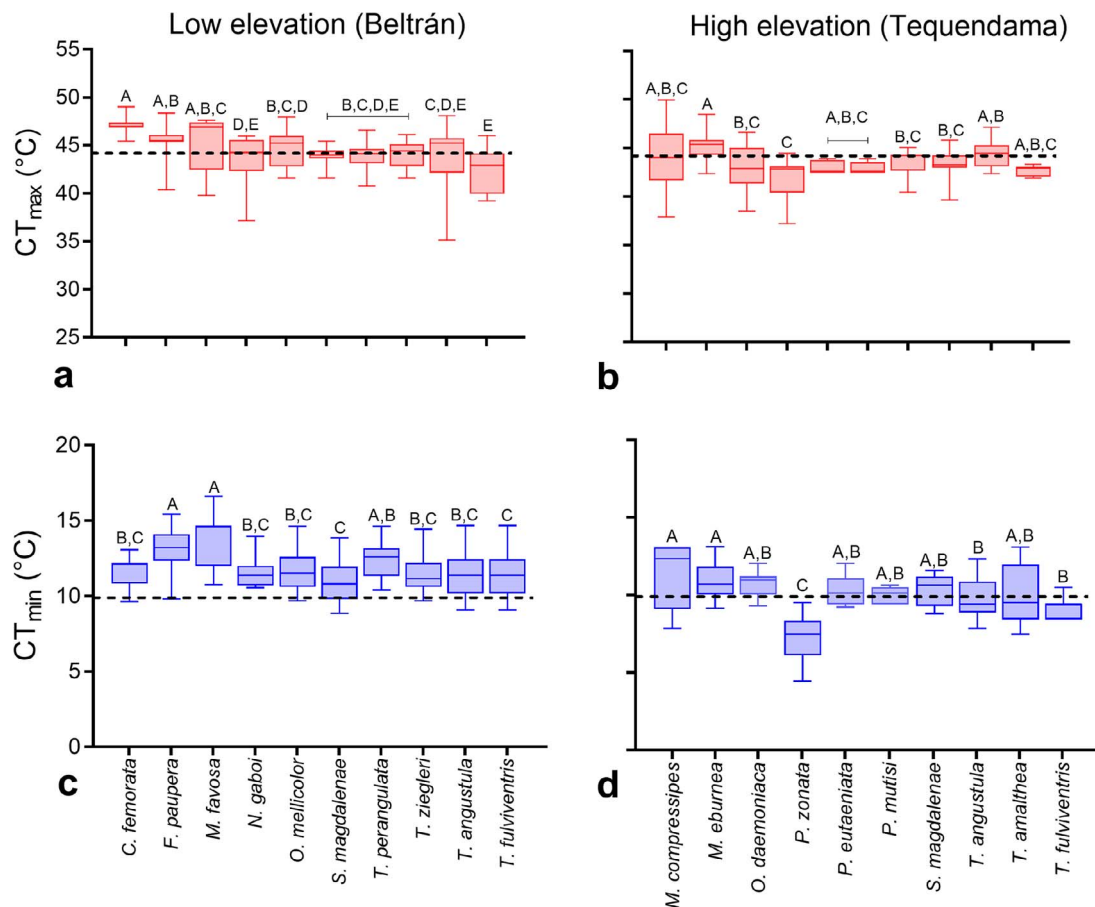 Low elevation (Beltrán)
High elevation (Tequendama)
CTmax (°C)
55
50
45
40
35
30
25
A
A,B
A,B,C
D,E
B,C,D
B,C,D,E
C,D,E
E
a
A,B,C
A
B,C
C
A,B,C
B,C
B,C
A,B
A,B,C
b
CTmin (°C)
20
15
10
5
0
B,C
A
A
B,C
B,C
C
A,B
B,C
B,C
C
c
C. femorata
F. paupera
M. favosa
N. gaboi
O. mellicolor
S. magdalenae
T. perangulata
T. ziegleri
T. angustula
T. fulviventris
A
A
A,B
C
A,B
A,B
A,B
B
A,B
B
d
M. compressipes
M. eburnea
O. daemoniaca
P. zonata
P. eutaeniata
P. mutisi
S. magdalenae
T. angustula
T. amalthea
T. fulviventris